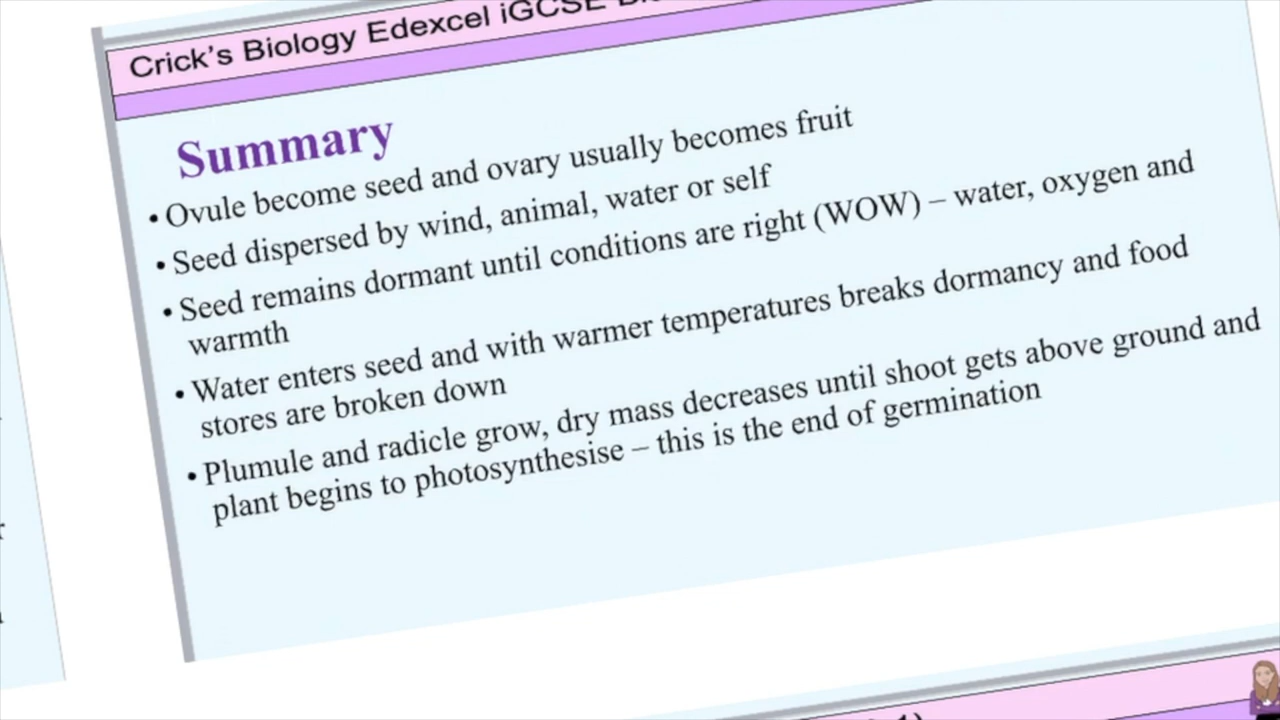 Crick's Biology Edexcel iGCSE
Summary
• Ovule become seed and ovary usually becomes fruit
• Seed dispersed by wind, animal, water or self
• Seed remains dormant until conditions are right (WOW) – water, oxygen and
warmth
• Water enters seed and with warmer temperatures breaks dormancy and food
stores are broken down
• Plumule and radicle grow, dry mass decreases until shoot gets above ground and
plant begins to photosynthesise – this is the end of germination